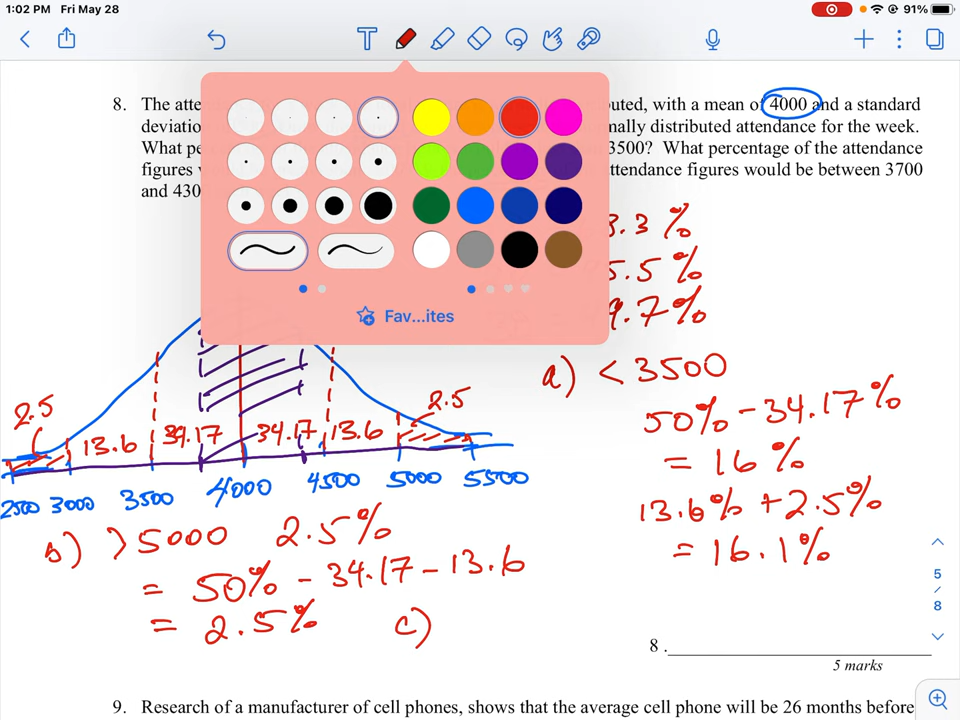 1:02 PM Fri May 28
91%
8. The atte buted, with a mean of 4000 and a standard
deviatio mally distributed attendance for the week.
What pe 3500? What percentage of the attendance
figures ttendance figures would be between 3700
and 430
3.3 %
5.5 %
9.7 %
Fav...ites
a) < 3500
50% - 34.17%
= 16 %
13.6% + 2.5%
= 16.1%
2.5 13.6 34.17 34.17 13.6 2.5
2500 3000 3500 4000 4500 5000 5500
b) > 5000 2.5%
= 50% - 34.17 - 13.6
= 2.5% c)
5
/
8
8.
5 marks
9. Research of a manufacturer of cell phones, shows that the average cell phone will be 26 months before